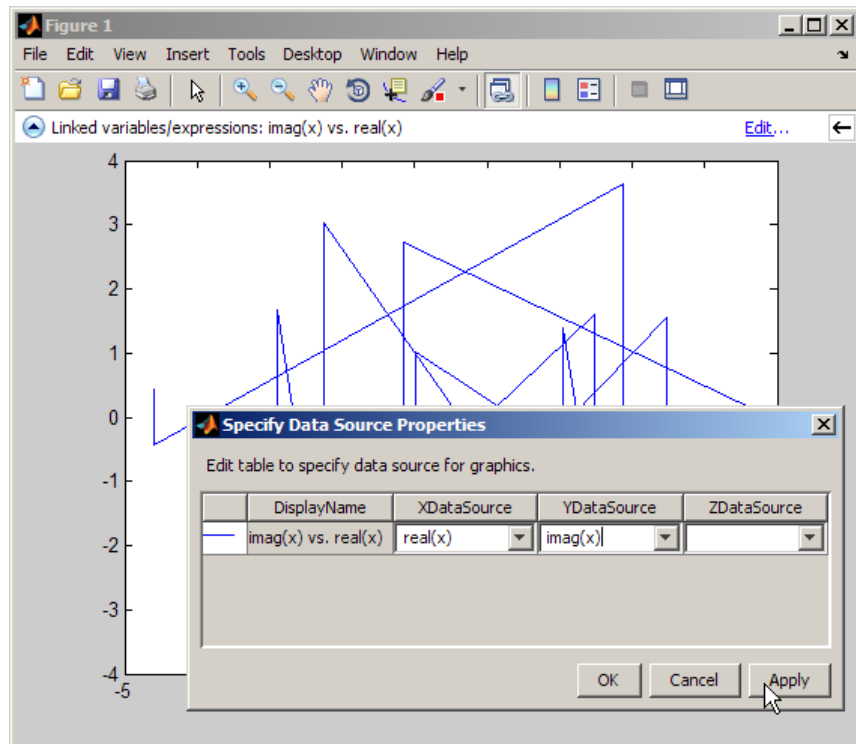 Figure 1
File Edit View Insert Tools Desktop Window Help
Linked variables/expressions: imag(x) vs. real(x) Edit...
4
3
2
1
0
-1
-2
-3
-4
-5
Specify Data Source Properties
Edit table to specify data source for graphics.
DisplayName XDataSource YDataSource ZDataSource
imag(x) vs. real(x) real(x) imag(x)
OK Cancel Apply